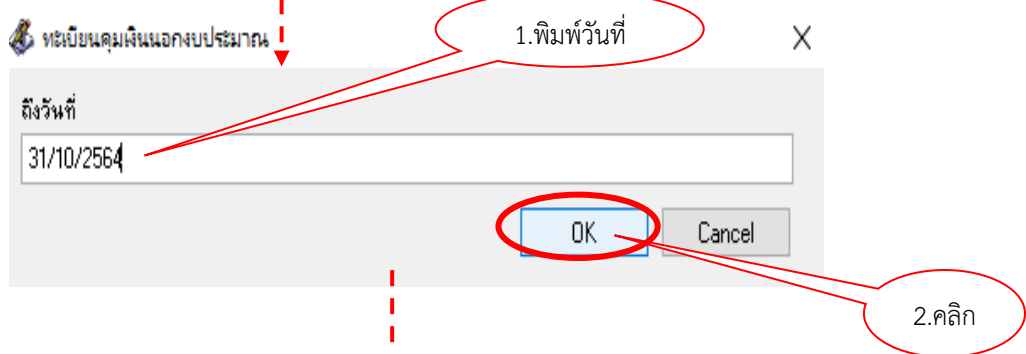 ทะเบียนคุมเงินนอกงบประมาณ
1.พิมพ์วันที่
ถึงวันที่
31/10/2564
OK
Cancel
2.คลิก